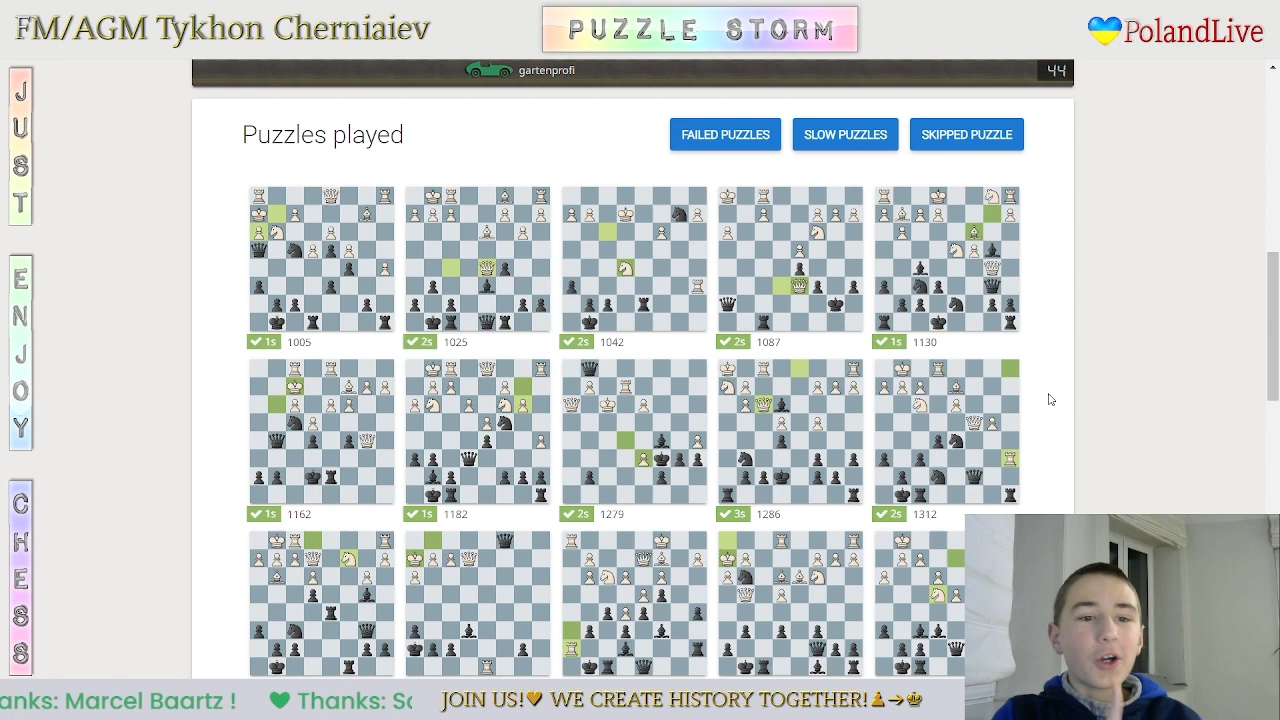 FM/AGM Tykhon Cherniaiev
PUZZLE STORM
PolandLive
JUST
ENJOY
CHESS
gartenprofi
44
Puzzles played
FAILED PUZZLES
SLOW PUZZLES
SKIPPED PUZZLE
1s 1005
2s 1025
2s 1042
2s 1087
1s 1130
1s 1162
1s 1182
2s 1279
3s 1286
2s 1312
anks: Marcel Baartz !
Thanks:
JOIN US! WE CREATE HISTORY TOGETHER!